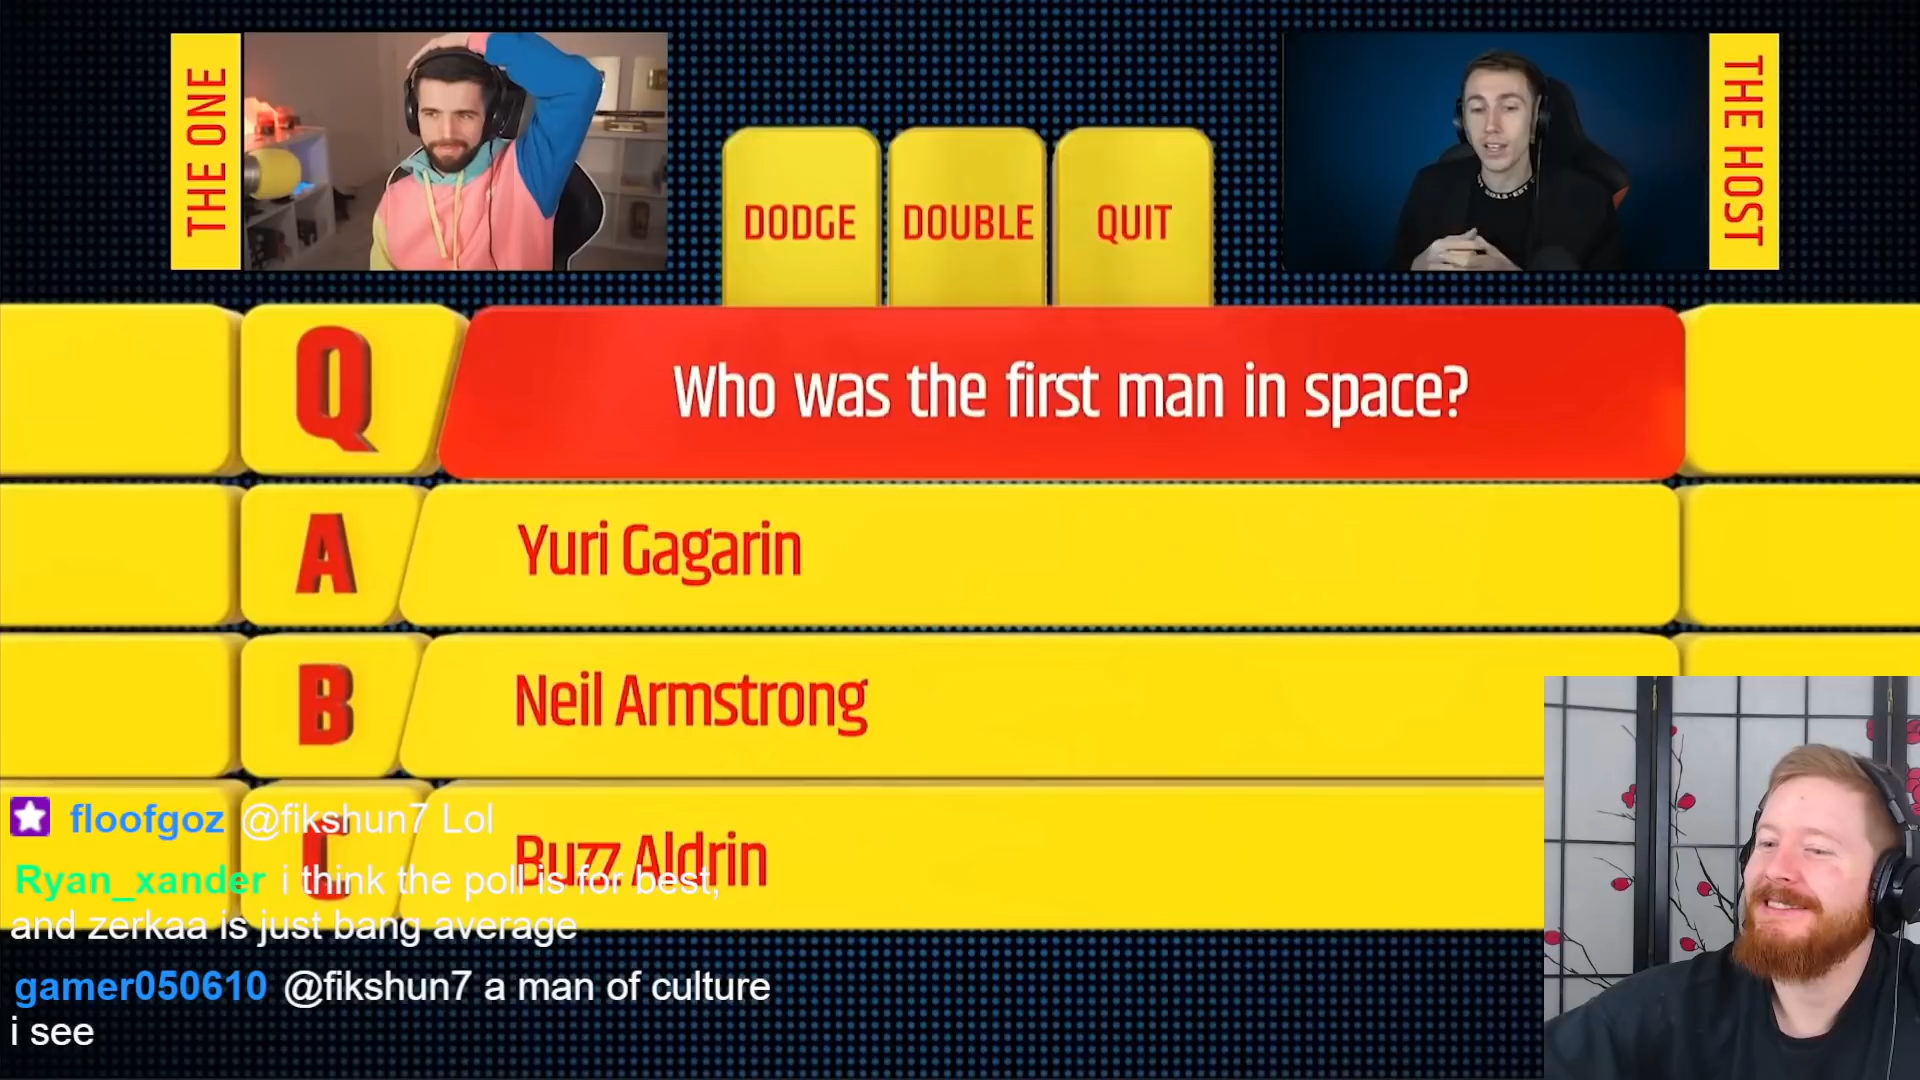 THE ONE
THE HOST
DODGE
DOUBLE
QUIT
Q
Who was the first man in space?
A
Yuri Gagarin
B
Neil Armstrong
C
Buzz Aldrin
floofgoz @fikshun7 Lol
Ryan_xander i think the poll is for best,
and zerkaa is just bang average
gamer050610 @fikshun7 a man of culture
i see